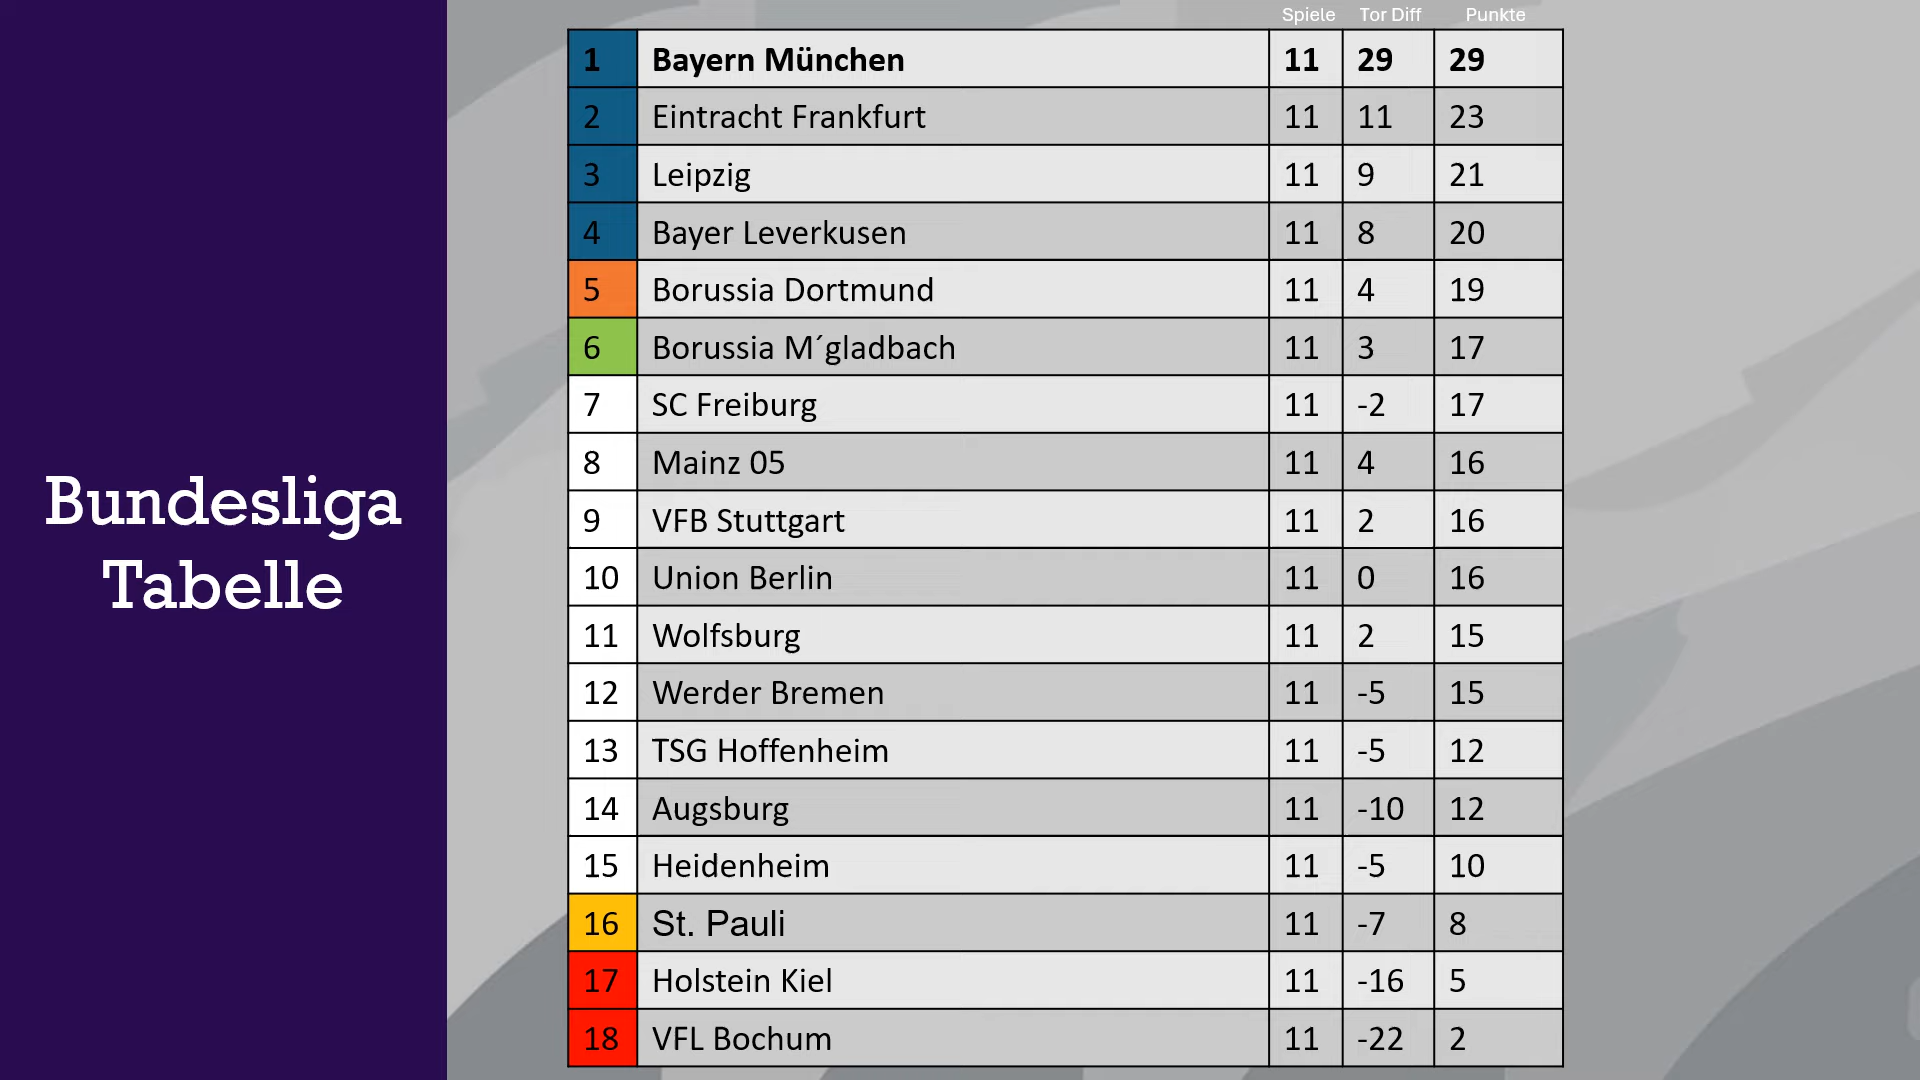 Bundesliga
Tabelle
Spiele Tor Diff Punkte
1 Bayern München 11 29 29
2 Eintracht Frankfurt 11 11 23
3 Leipzig 11 9 21
4 Bayer Leverkusen 11 8 20
5 Borussia Dortmund 11 4 19
6 Borussia M´gladbach 11 3 17
7 SC Freiburg 11 -2 17
8 Mainz 05 11 4 16
9 VFB Stuttgart 11 2 16
10 Union Berlin 11 0 16
11 Wolfsburg 11 2 15
12 Werder Bremen 11 -5 15
13 TSG Hoffenheim 11 -5 12
14 Augsburg 11 -10 12
15 Heidenheim 11 -5 10
16 St. Pauli 11 -7 8
17 Holstein Kiel 11 -16 5
18 VFL Bochum 11 -22 2